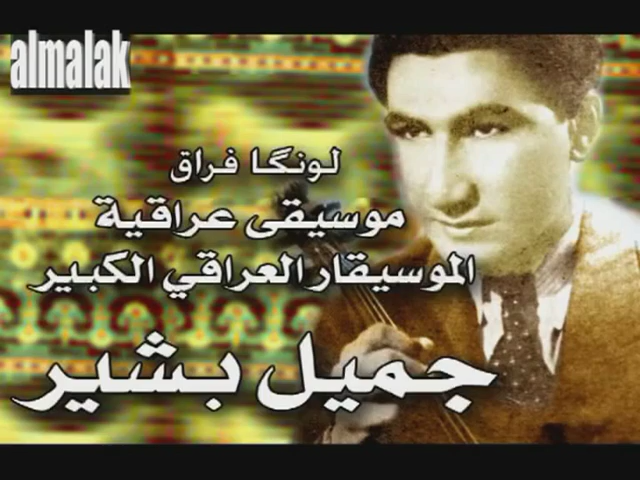 almalak
لونگا فراق
موسيقى عراقية
الموسيقار العراقي الكبير
جميل بشير